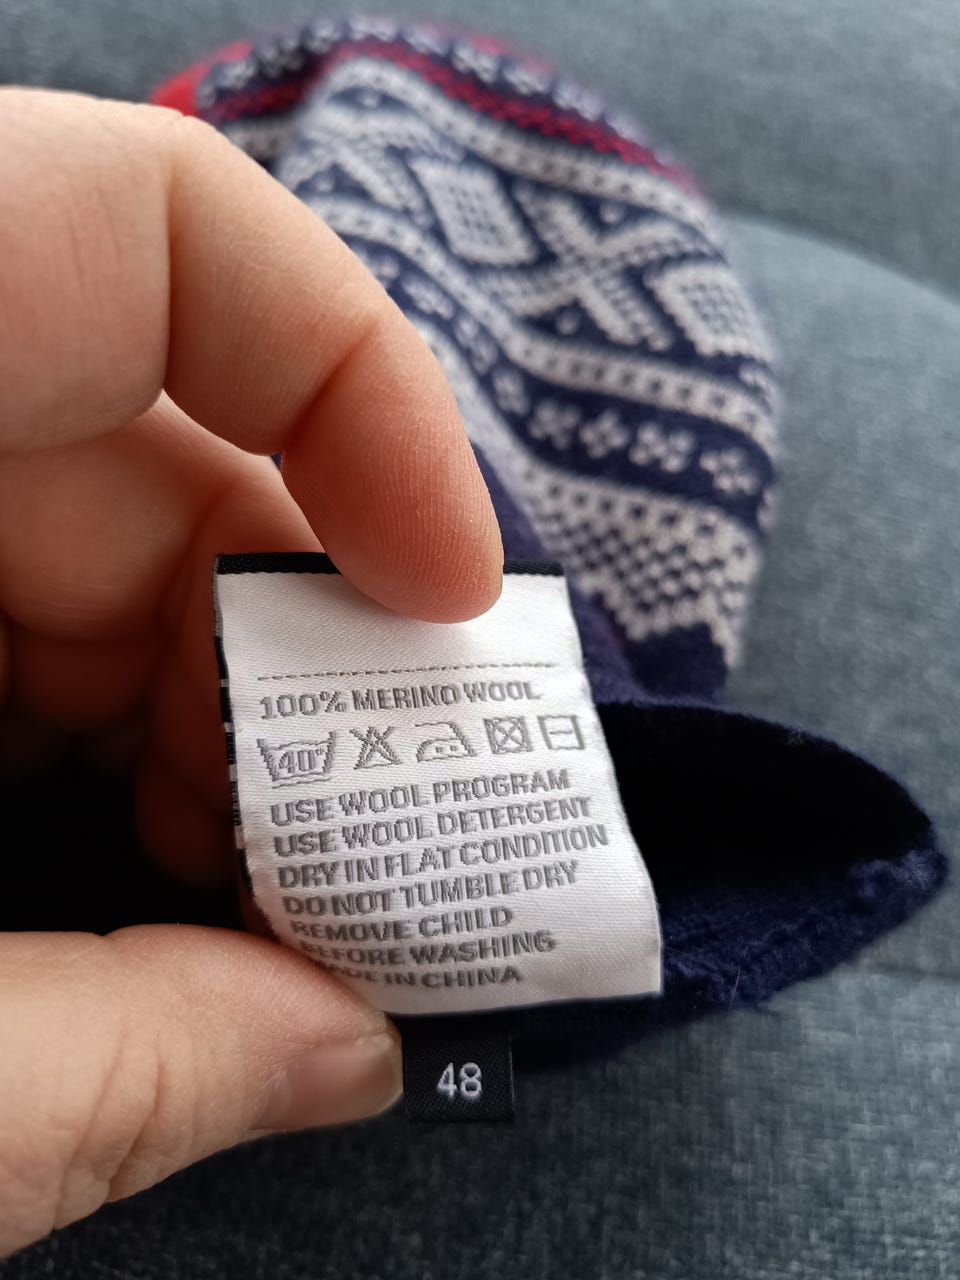 100% MERINO WOOL
40°
USE WOOL PROGRAM
USE WOOL DETERGENT
DRY IN FLAT CONDITION
DO NOT TUMBLE DRY
REMOVE CHILD
BEFORE WASHING
MADE IN CHINA
48